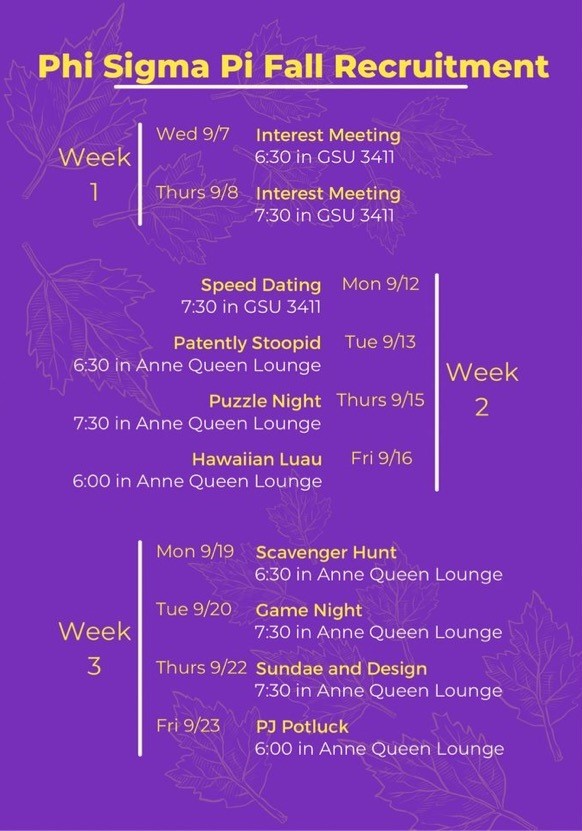 Phi Sigma Pi Fall Recruitment
Week
1
Wed 9/7 Interest Meeting
6:30 in GSU 3411
Thurs 9/8 Interest Meeting
7:30 in GSU 3411
Speed Dating Mon 9/12
7:30 in GSU 3411
Patently Stoopid Tue 9/13
6:30 in Anne Queen Lounge
Puzzle Night Thurs 9/15
7:30 in Anne Queen Lounge
Hawaiian Luau Fri 9/16
6:00 in Anne Queen Lounge
Week
2
Week
3
Mon 9/19 Scavenger Hunt
6:30 in Anne Queen Lounge
Tue 9/20 Game Night
7:30 in Anne Queen Lounge
Thurs 9/22 Sundae and Design
7:30 in Anne Queen Lounge
Fri 9/23 PJ Potluck
6:00 in Anne Queen Lounge